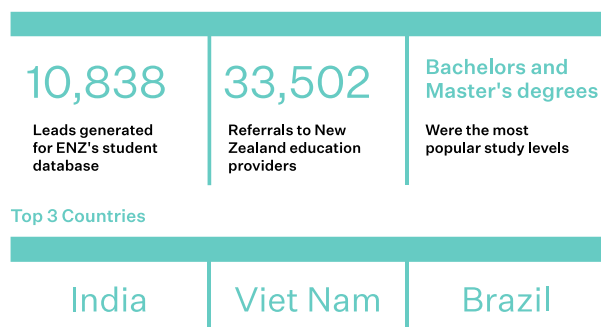 10,838
Leads generated
for ENZ's student
database
33,502
Referrals to New
Zealand education
providers
Bachelors and
Master's degrees
Were the most
popular study levels
Top 3 Countries
India
Viet Nam
Brazil